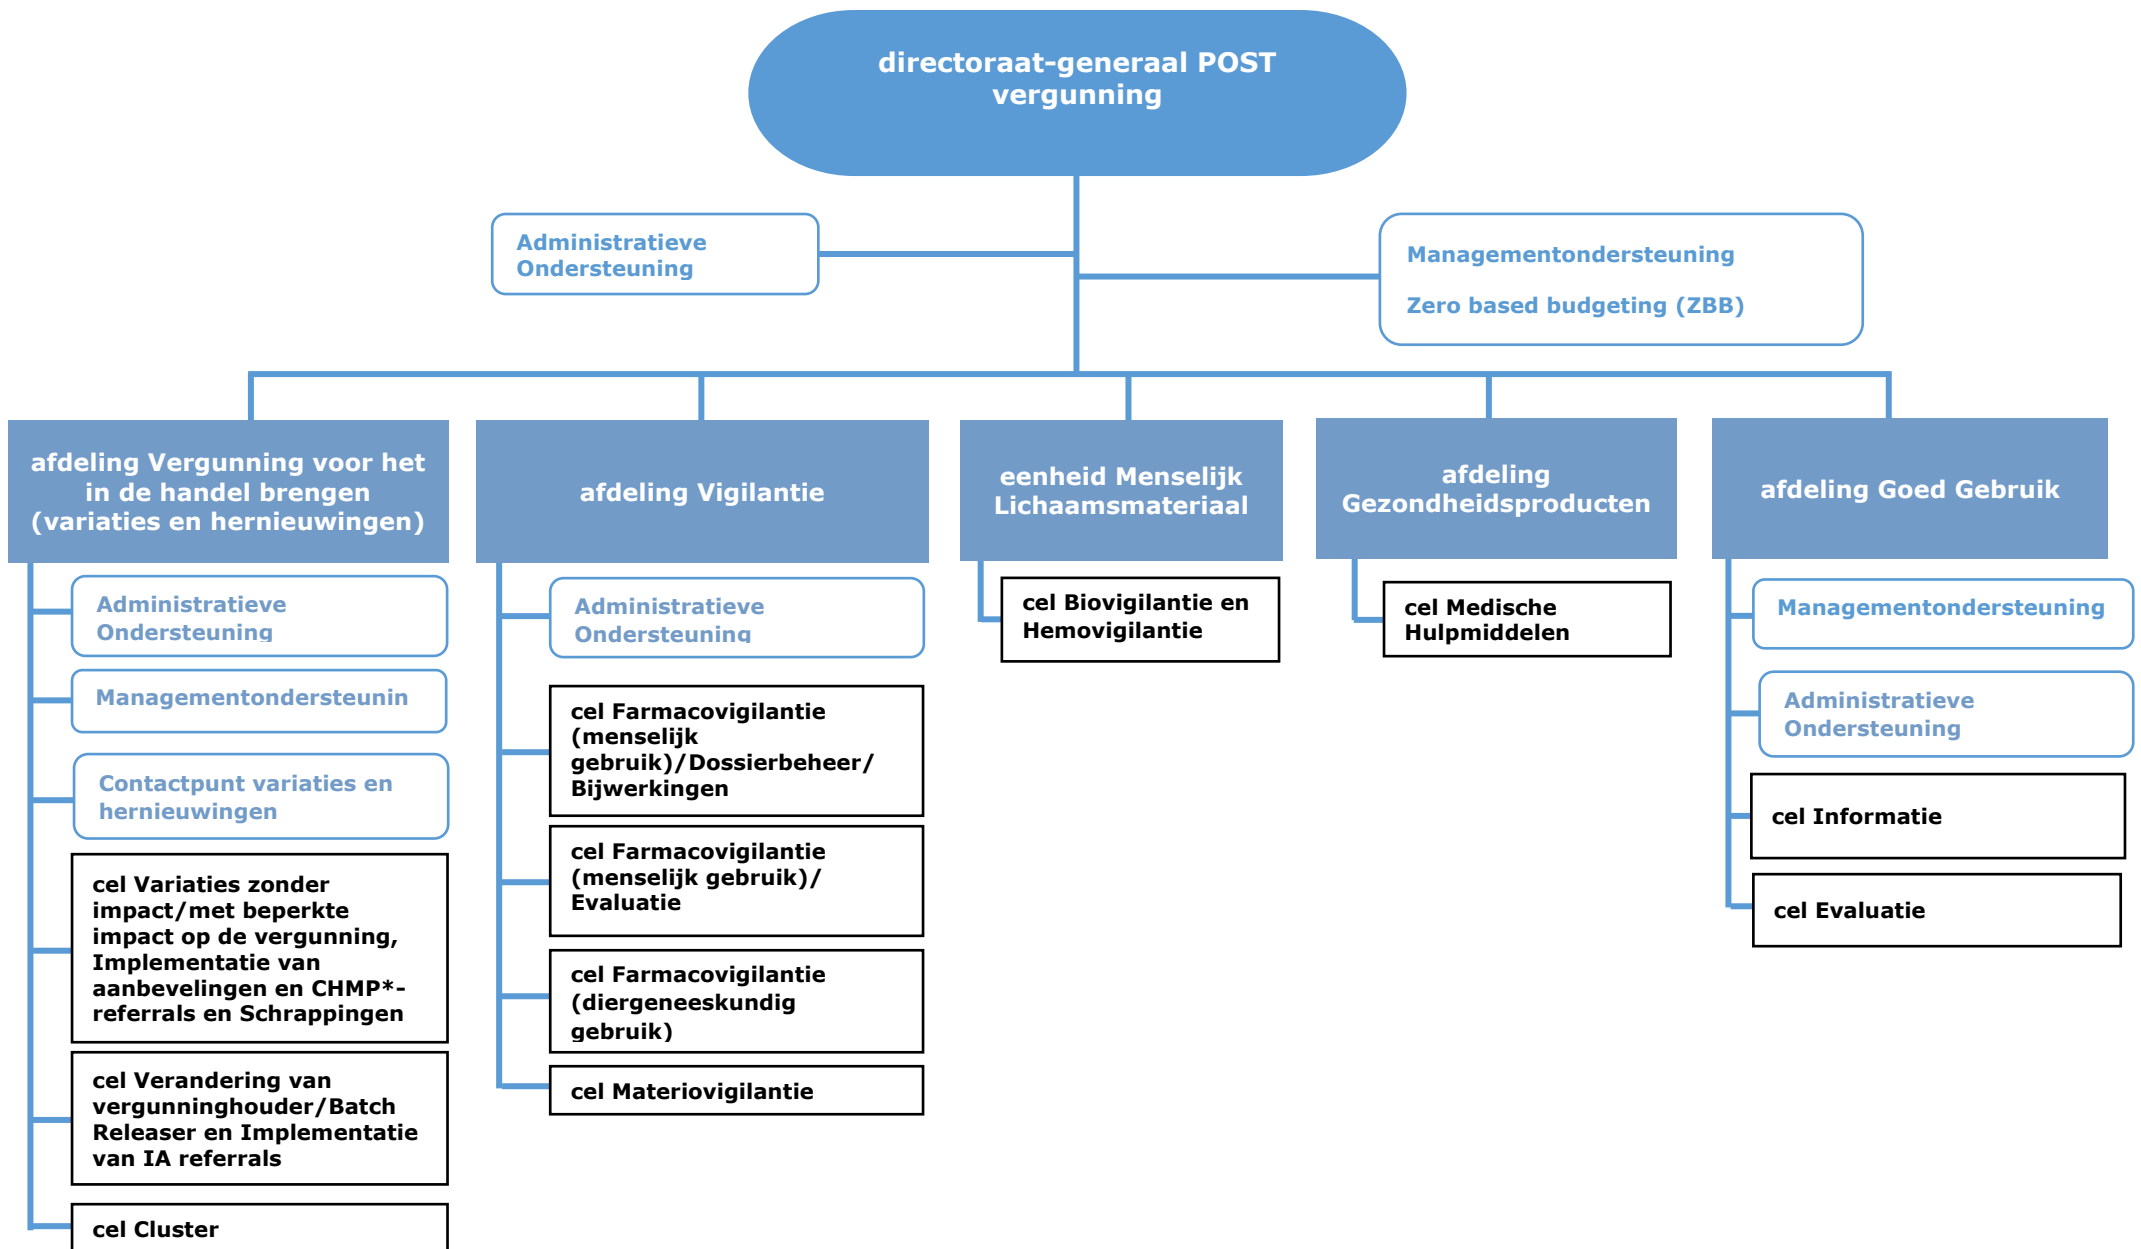 directoraat-generaal POST
vergunning
Administratieve
Ondersteuning
Managementondersteuning
Zero based budgeting (ZBB)
afdeling Vergunning voor het
in de handel brengen
(variaties en hernieuwingen)
Administratieve
Ondersteuning
Managementondersteunin
Contactpunt variaties en
hernieuwingen
cel Variaties zonder
impact/met beperkte
impact op de vergunning,
Implementatie van
aanbevelingen en CHMP*-
referrals en Schrappingen
cel Verandering van
vergunninghouder/Batch
Releaser en Implementatie
van IA referrals
cel Cluster
afdeling Vigilantie
Administratieve
Ondersteuning
cel Farmacovigilantie
(menselijk
gebruik)/Dossierbeheer/
Bijwerkingen
cel Farmacovigilantie
(menselijk gebruik)/
Evaluatie
cel Farmacovigilantie
(diergeneeskundig
gebruik)
cel Materiovigilantie
eenheid Menselijk
Lichaamsmateriaal
cel Biovigilantie en
Hemovigilantie
afdeling
Gezondheidsproducten
cel Medische
Hulpmiddelen
afdeling Goed Gebruik
Managementondersteuning
Administratieve
Ondersteuning
cel Informatie
cel Evaluatie